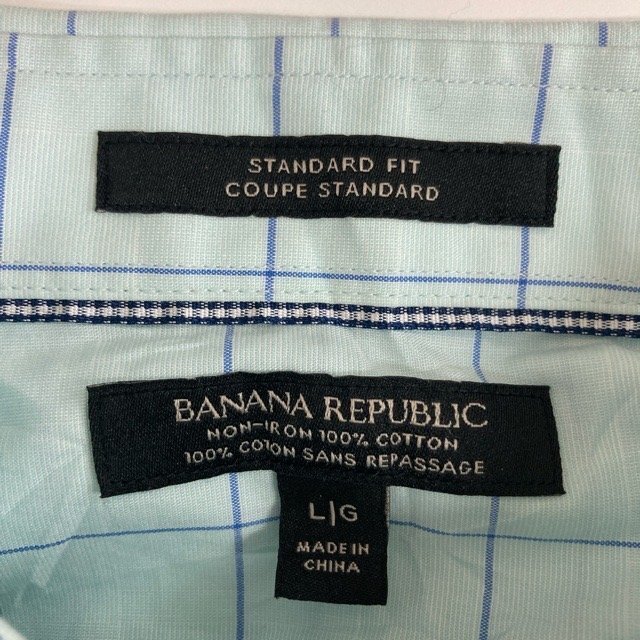 STANDARD FIT
COUPE STANDARD
BANANA REPUBLIC
NON-IRON 100% COTTON
100% COTON SANS REPASSAGE
L|G
MADE IN
CHINA